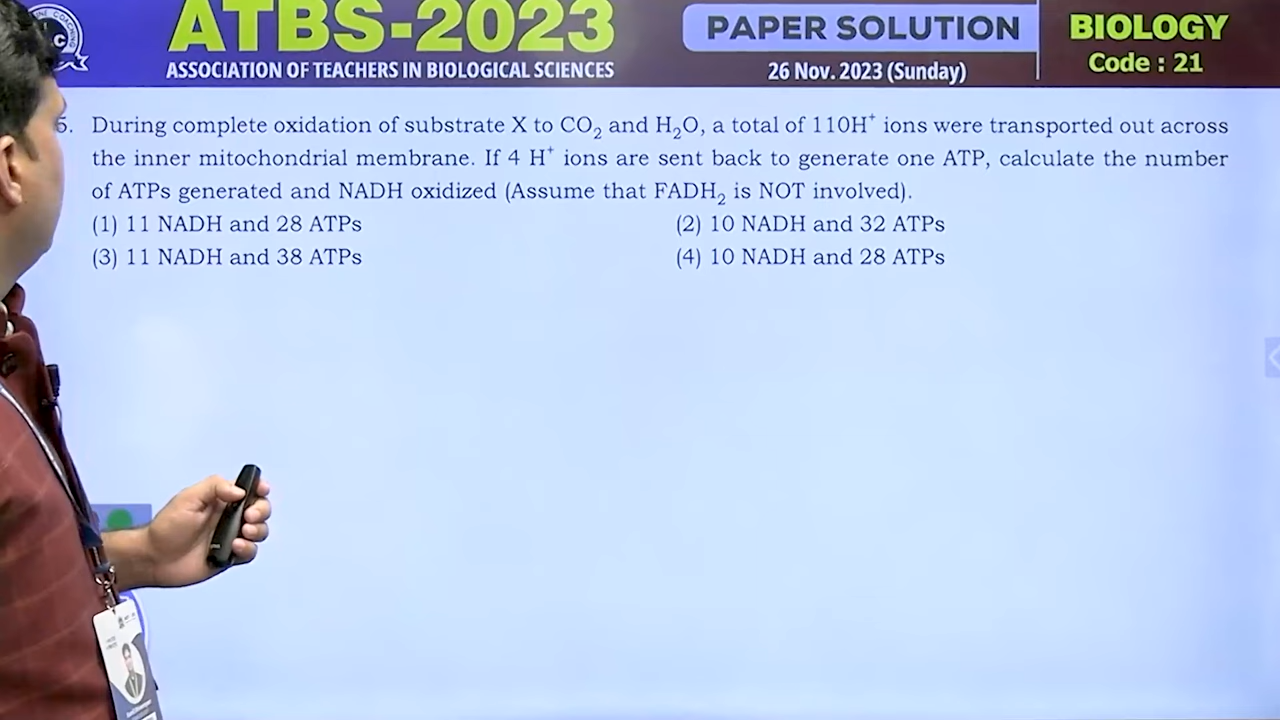 ATBS-2023
ASSOCIATION OF TEACHERS IN BIOLOGICAL SCIENCES
PAPER SOLUTION
26 Nov. 2023 (Sunday)
BIOLOGY
Code : 21
During complete oxidation of substrate X to CO₂ and H₂O, a total of 110H⁺ ions were transported out across
the inner mitochondrial membrane. If 4 H⁺ ions are sent back to generate one ATP, calculate the number
of ATPs generated and NADH oxidized (Assume that FADH₂ is NOT involved).
(1) 11 NADH and 28 ATPs
(2) 10 NADH and 32 ATPs
(3) 11 NADH and 38 ATPs
(4) 10 NADH and 28 ATPs